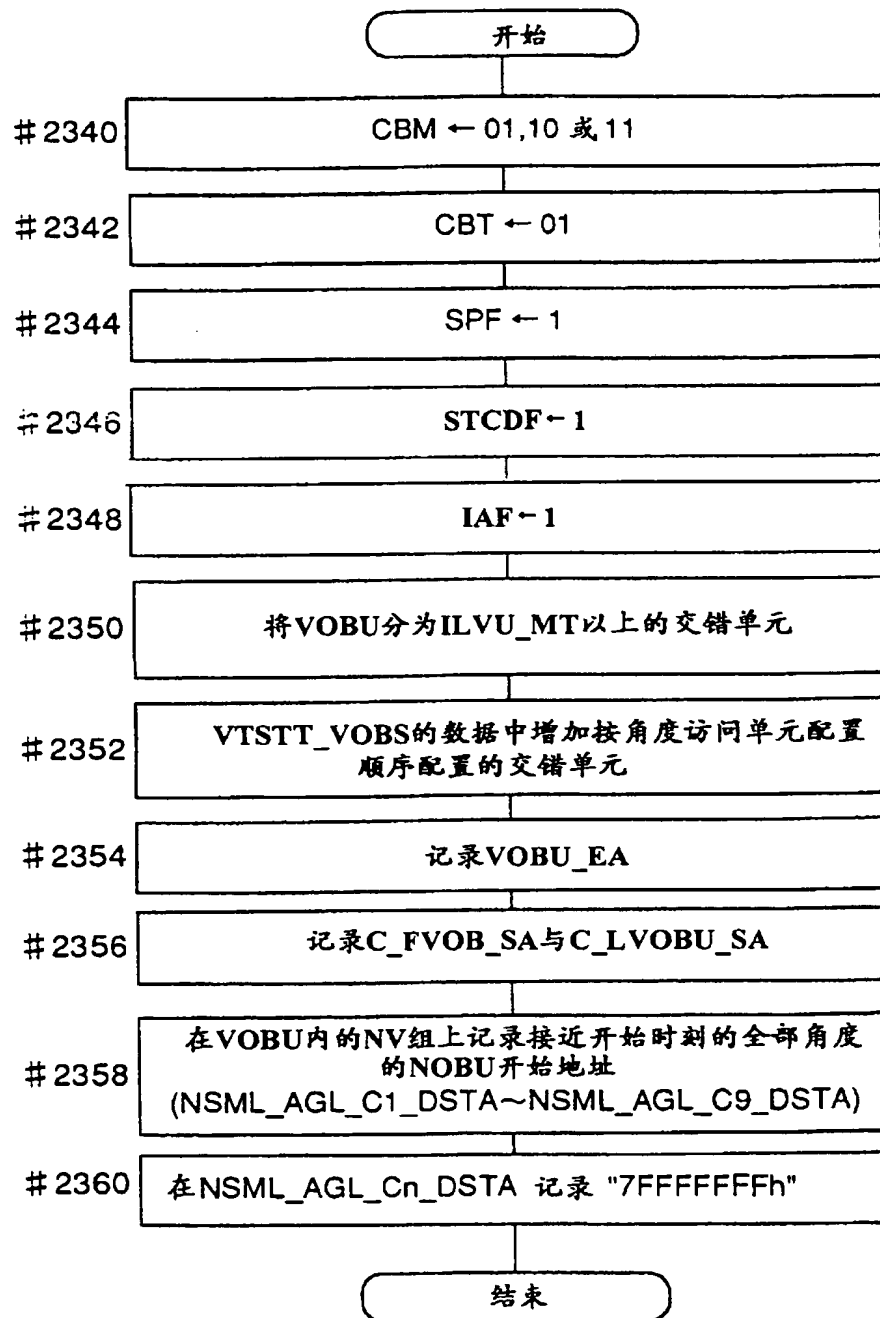 开始
#2340
CBM ← 01,10 或 11
#2342
CBT ← 01
#2344
SPF ← 1
#2346
STCDF←1
#2348
IAF←1
#2350
将VOBU分为ILVU_MT以上的交错单元
#2352
VTSTT_VOBS的数据中增加按角度访问单元配置
顺序配置的交错单元
#2354
记录VOBU_EA
#2356
记录C_FVOB_SA与C_LVOBU_SA
#2358
在VOBU内的NV组上记录接近开始时刻的全部角度
的NOBU开始地址
(NSML_AGL_C1_DSTA～NSML_AGL_C9_DSTA)
#2360
在NSML_AGL_Cn_DSTA 记录 "7FFFFFFFh"
结束